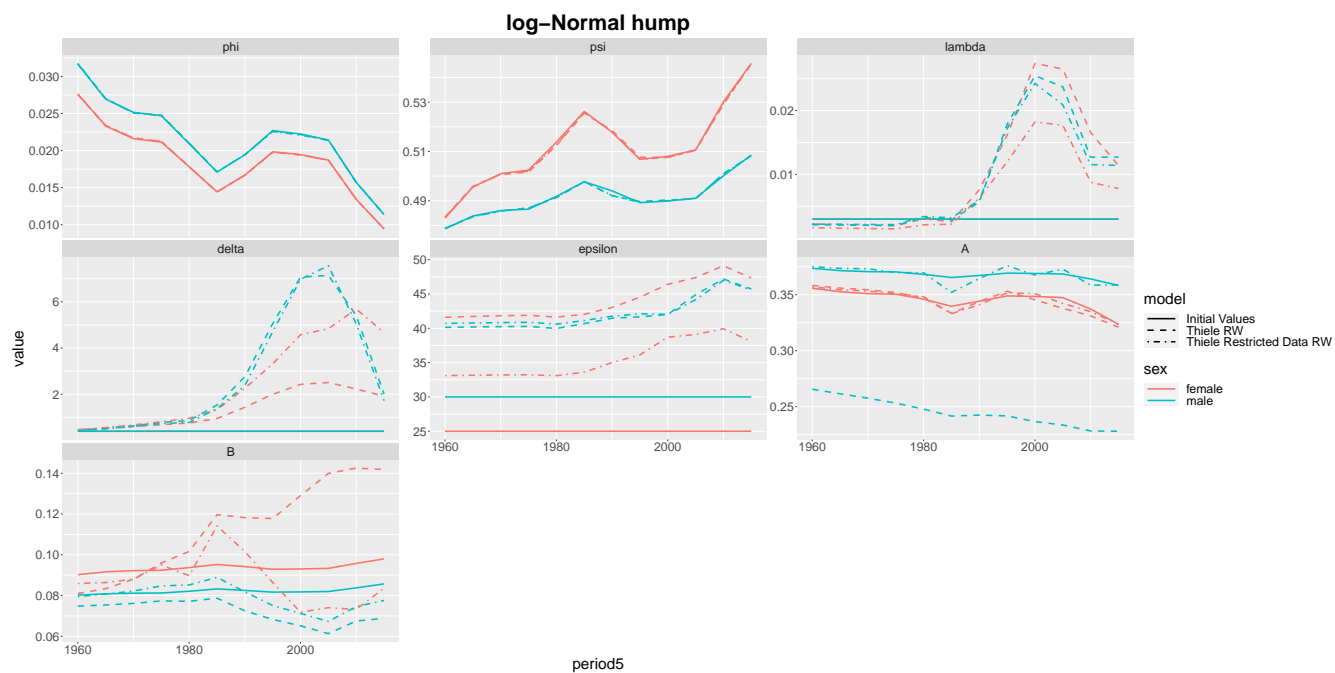 log−Normal hump
phi
psi
lambda
0.030
0.025
0.020
0.015
0.010
0.53
0.51
0.49
0.02
0.01
delta
epsilon
A
6
4
2
50
45
40
35
30
25
0.35
0.25
1960
1980
2000
1960
1980
2000
B
0.14
0.12
0.10
0.08
0.06
1960
1980
2000
value
period5
model
Initial Values
Thiele RW
Thiele Restricted Data RW
sex
female
male